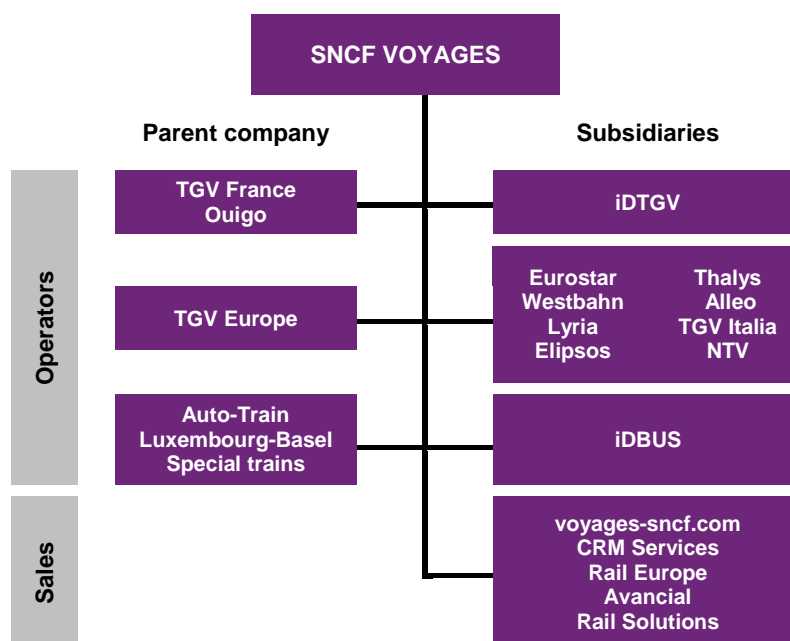 SNCF VOYAGES
Parent company
Subsidiaries
Operators
TGV France
Ouigo
iDTGV
TGV Europe
Eurostar
Westbahn
Lyria
Elipsos
Thalys
Alleo
TGV Italia
NTV
Auto-Train
Luxembourg-Basel
Special trains
iDBUS
Sales
voyages-sncf.com
CRM Services
Rail Europe
Avancial
Rail Solutions